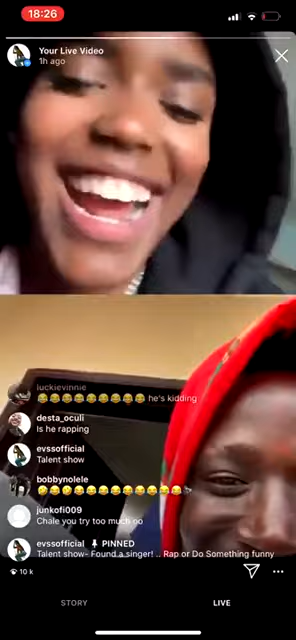 18:26
Your Live Video
1h ago
luckievinnie
😂😂😂😂😂😂😂😂😂 he's kidding
desta_oculi
Is he rapping
evssofficial
Talent show
bobbynolele
junkofi009
Chale you try too much oo
evssofficial 📌 PINNED
Talent show- Found a singer! .. Rap or Do Something funny
10 k
STORY
LIVE